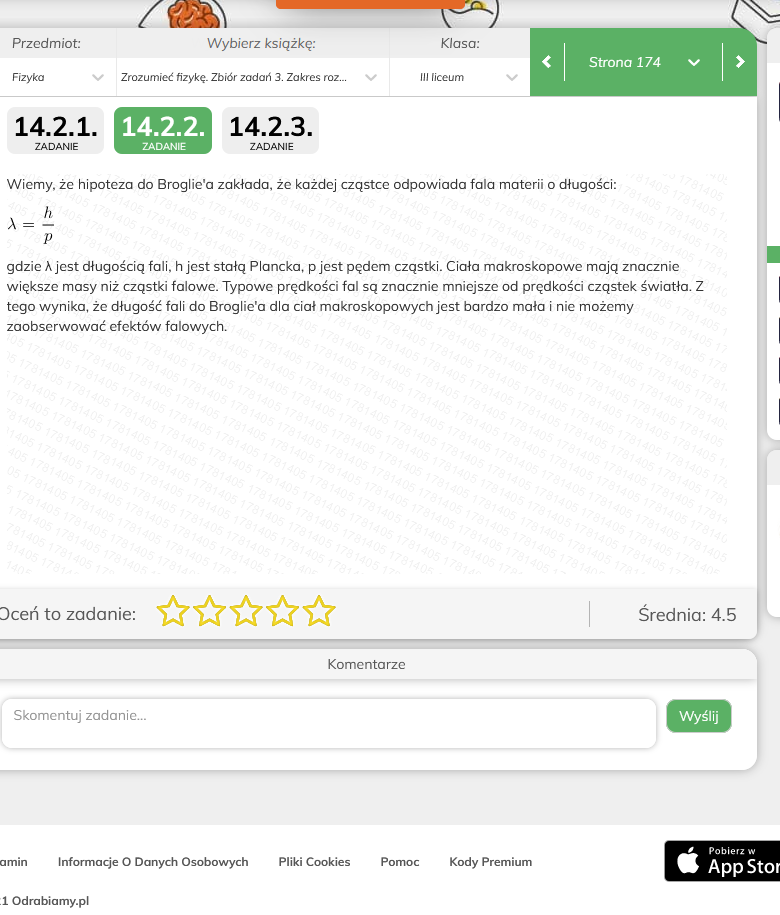 Przedmiot:
Wybierz książkę:
Klasa:
Fizyka
Zrozumieć fizykę. Zbiór zadań 3. Zakres roz...
III liceum
Strona 174
14.2.1.
ZADANIE
14.2.2.
ZADANIE
14.2.3.
ZADANIE
Wiemy, że hipoteza do Broglie'a zakłada, że każdej cząstce odpowiada fala materii o długości:
λ = h/p
gdzie λ jest długością fali, h jest stałą Plancka, p jest pędem cząstki. Ciała makroskopowe mają znacznie
większe masy niż cząstki falowe. Typowe prędkości fal są znacznie mniejsze od prędkości cząstek światła. Z
tego wynika, że długość fali do Broglie'a dla ciał makroskopowych jest bardzo mała i nie możemy
zaobserwować efektów falowych.
Oceń to zadanie:
Średnia: 4.5
Komentarze
Skomentuj zadanie...
Wyślij
amin
Informacje O Danych Osobowych
Pliki Cookies
Pomoc
Kody Premium
Pobierz w
App Stor
1 Odrabiamy.pl